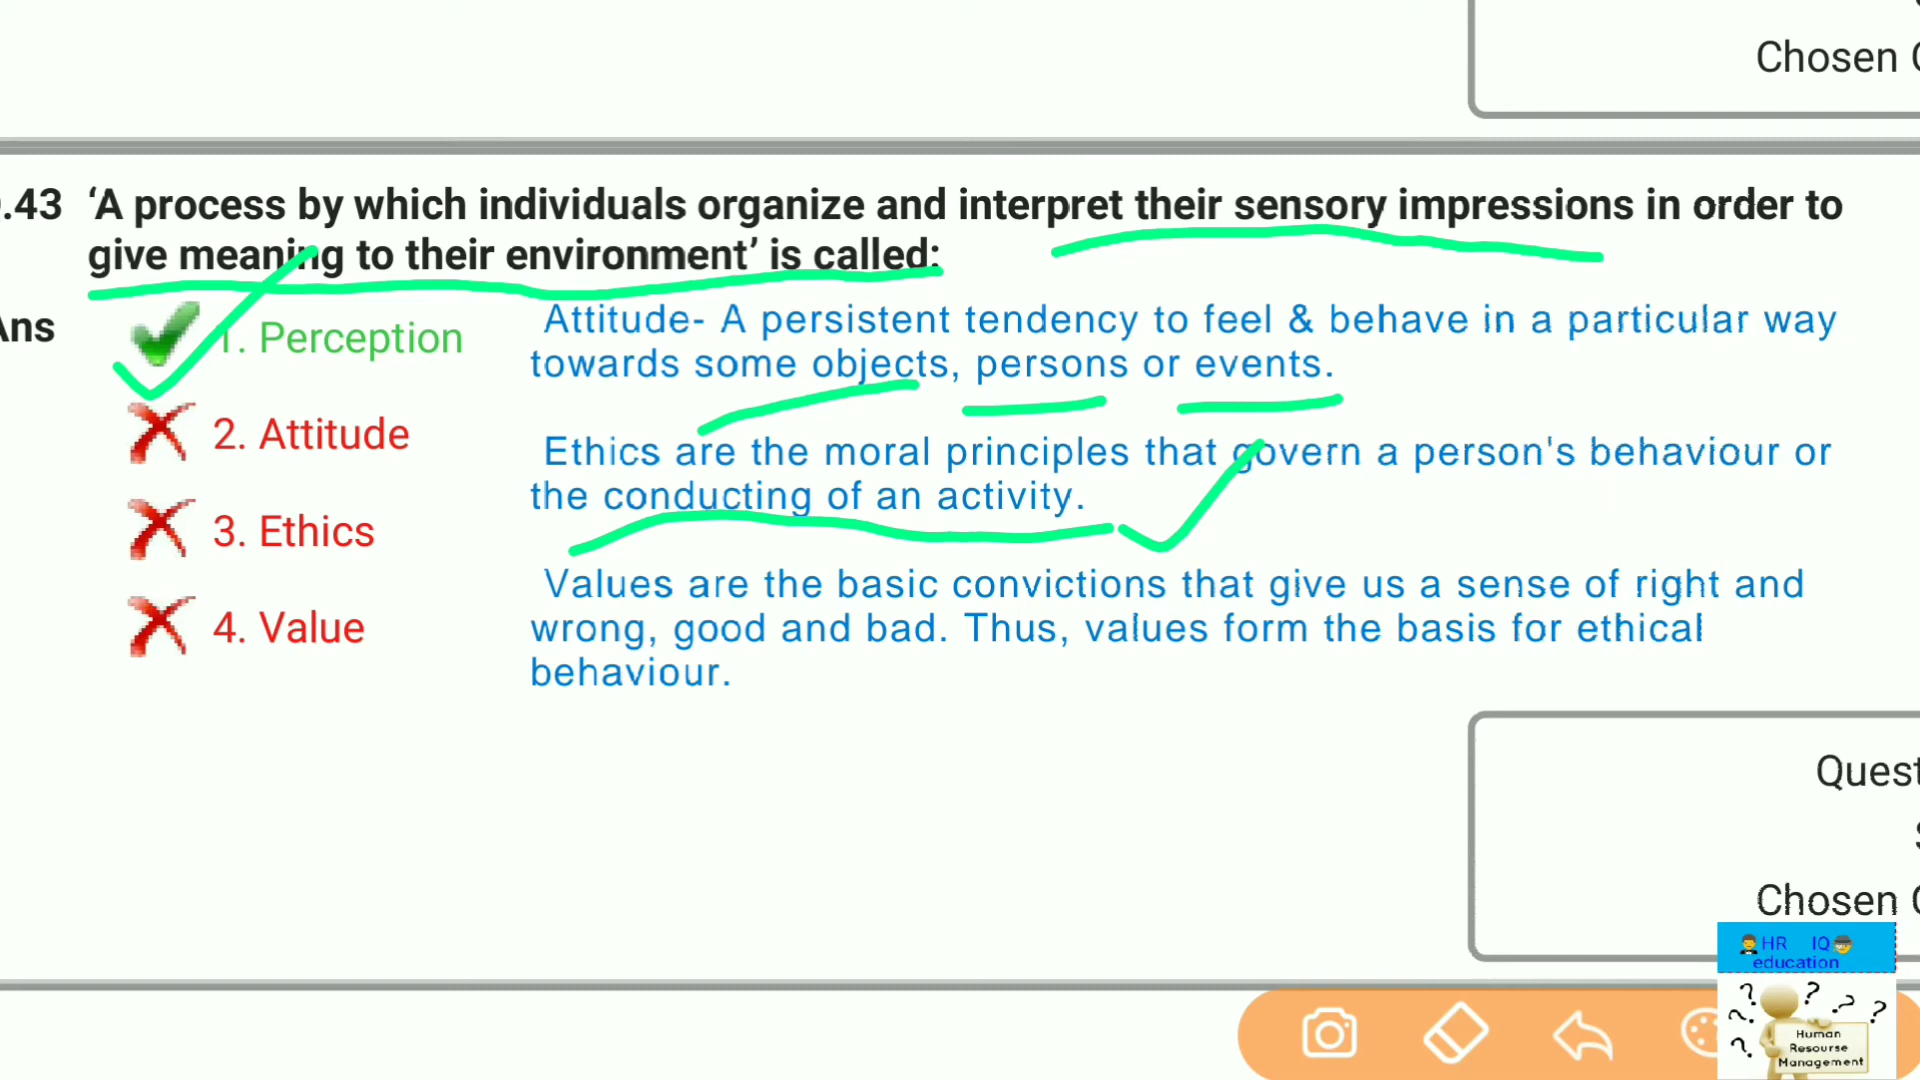 Chosen
.43 ‘A process by which individuals organize and interpret their sensory impressions in order to
give meaning to their environment’ is called:
Ans
1. Perception
2. Attitude
3. Ethics
4. Value
Attitude- A persistent tendency to feel & behave in a particular way
towards some objects, persons or events.
Ethics are the moral principles that govern a person's behaviour or
the conducting of an activity.
Values are the basic convictions that give us a sense of right and
wrong, good and bad. Thus, values form the basis for ethical
behaviour.
Quest
Chosen
HR IQ
education
Human
Resourse
Management